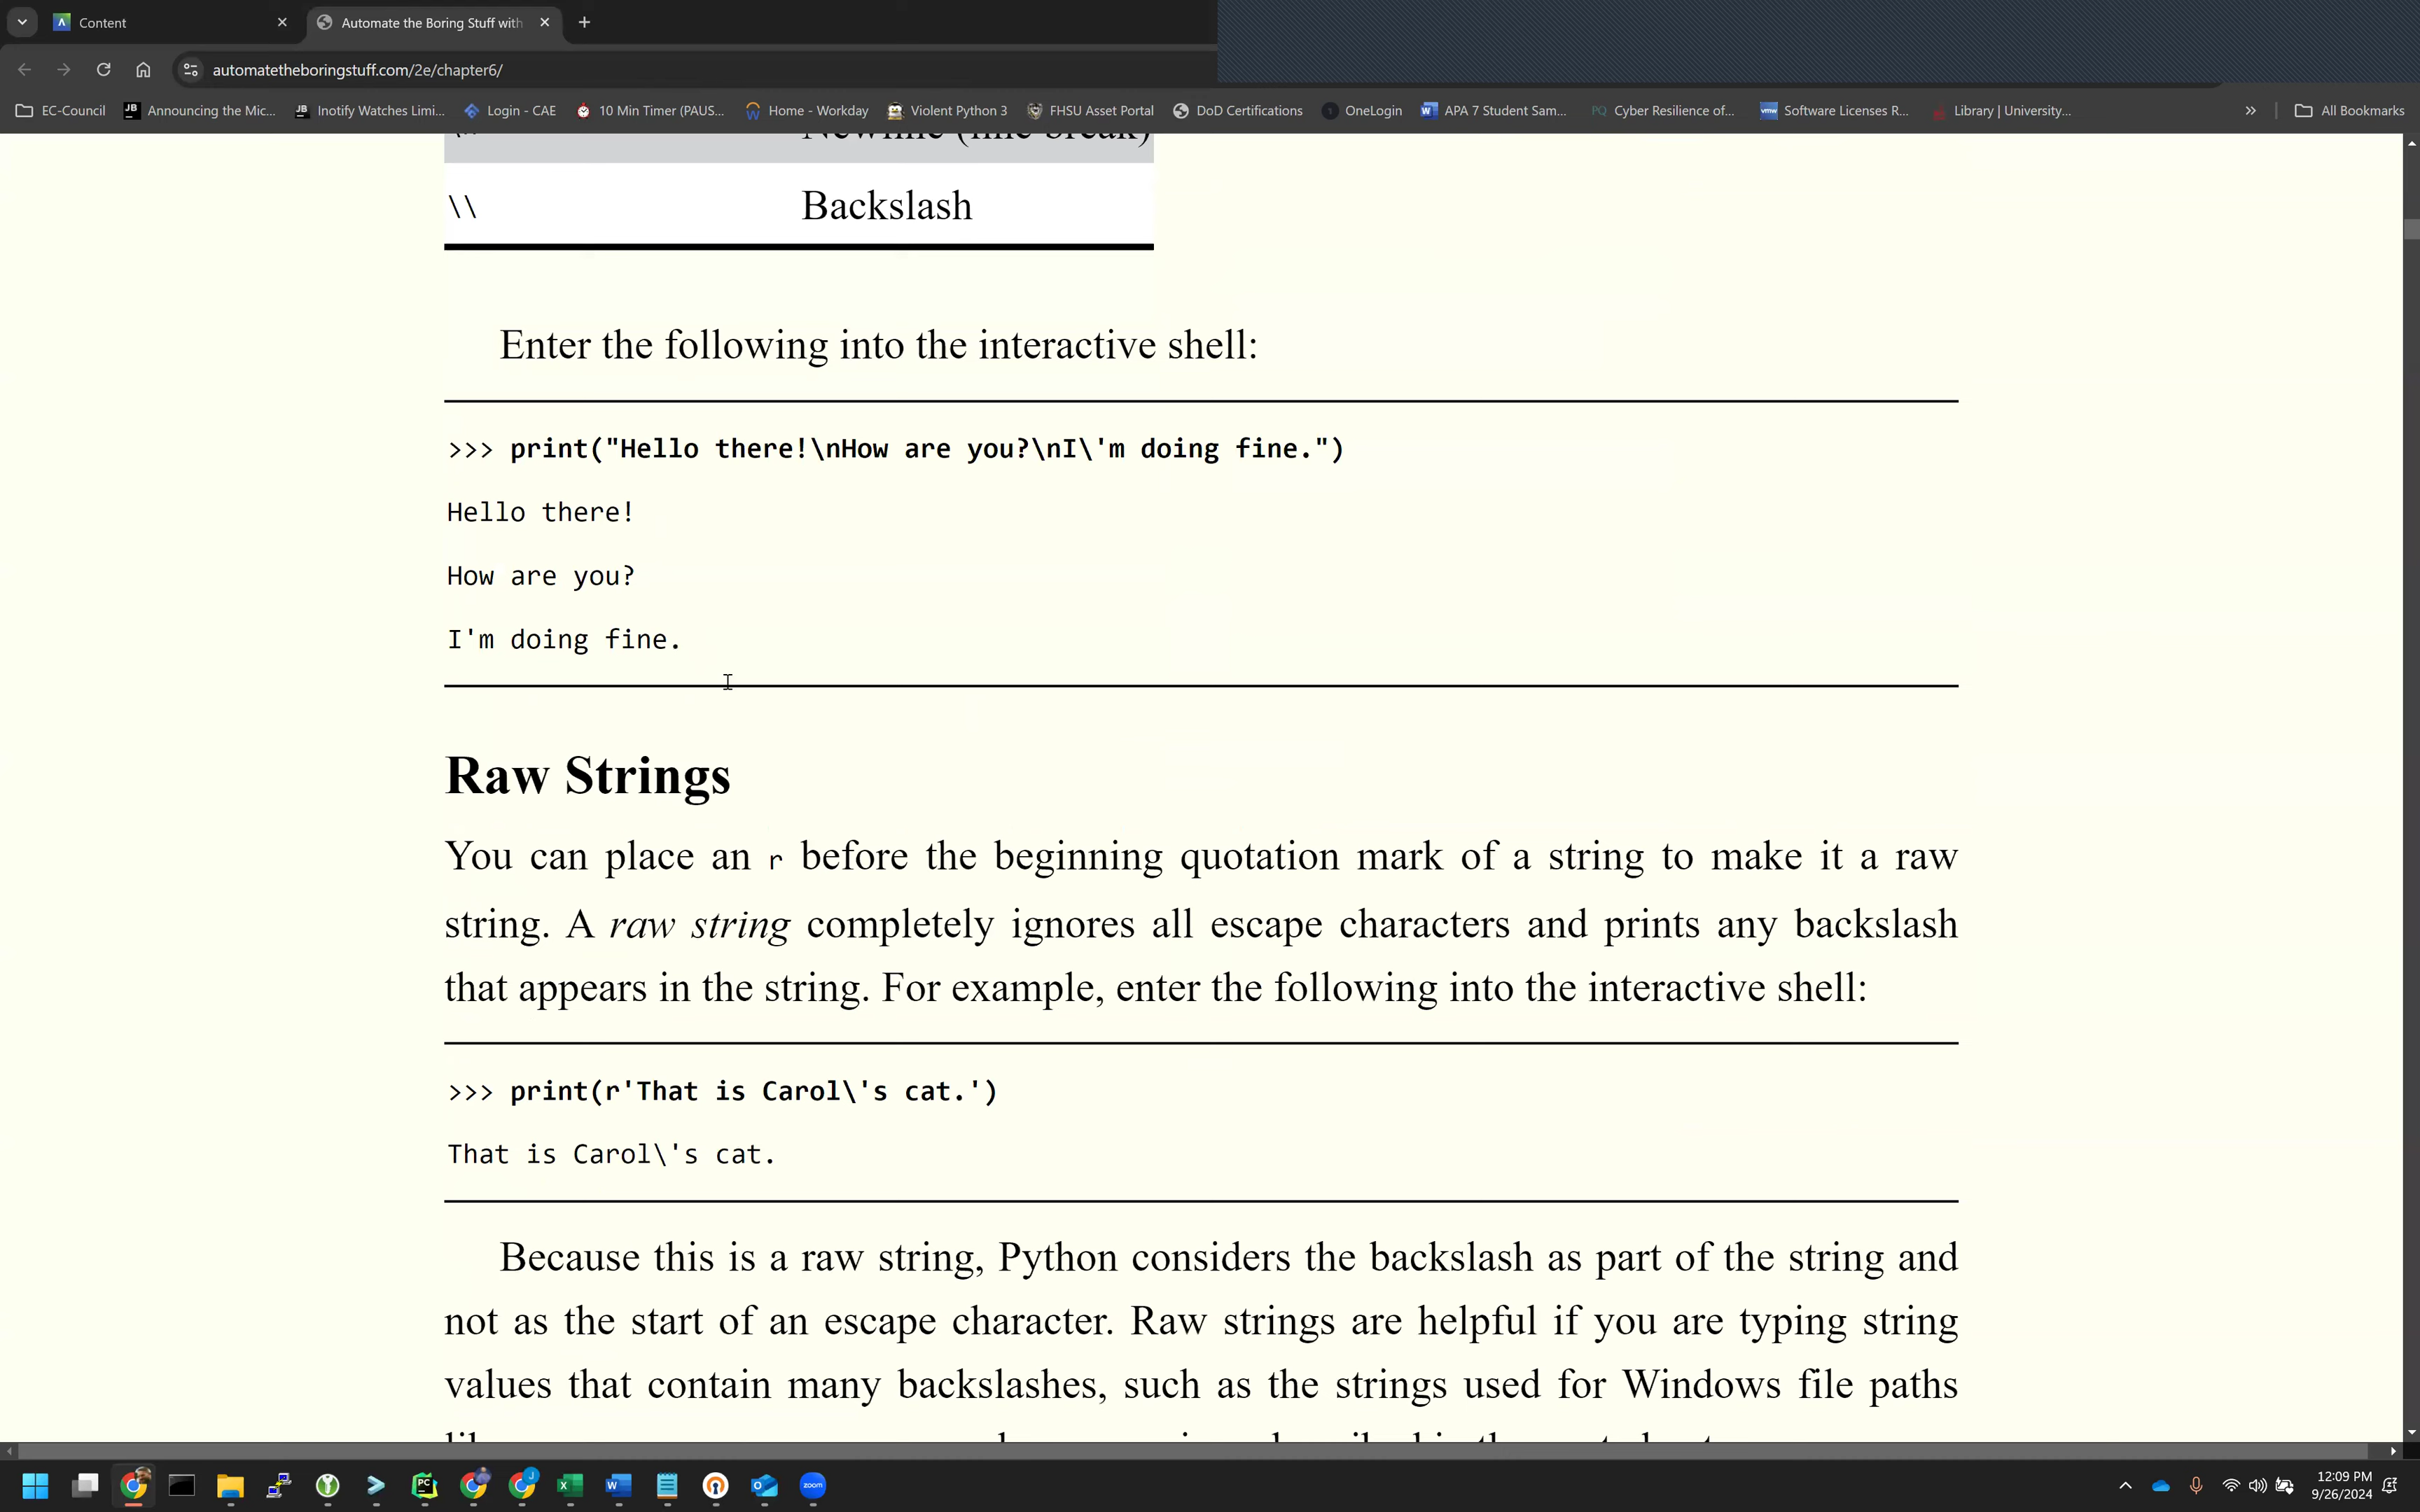 Content
Automate the Boring Stuff with
automatetheboringstuff.com/2e/chapter6/
EC-Council
Announcing the Mic...
Inotify Watches Limi...
Login - CAE
10 Min Timer (PAUS...
Home - Workday
Violent Python 3
FHSU Asset Portal
DoD Certifications
OneLogin
APA 7 Student Sam...
Cyber Resilience of...
Software Licenses R...
Library | University...
All Bookmarks
Newline (line break)
\\ Backslash
Enter the following into the interactive shell:
>>> print("Hello there!\nHow are you?\nI\'m doing fine.")
Hello there!
How are you?
I'm doing fine.
Raw Strings
You can place an r before the beginning quotation mark of a string to make it a raw
string. A raw string completely ignores all escape characters and prints any backslash
that appears in the string. For example, enter the following into the interactive shell:
>>> print(r'That is Carol\'s cat.')
That is Carol\'s cat.
Because this is a raw string, Python considers the backslash as part of the string and
not as the start of an escape character. Raw strings are helpful if you are typing string
values that contain many backslashes, such as the strings used for Windows file paths
12:09 PM
9/26/2024